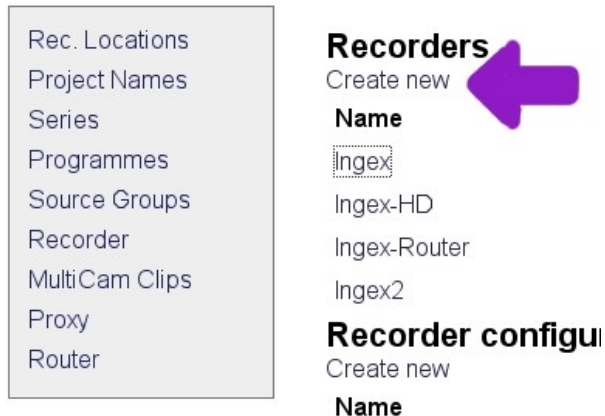 Rec. Locations
Project Names
Series
Programmes
Source Groups
Recorder
MultiCam Clips
Proxy
Router
Recorders
Create new
Name
Ingex
Ingex-HD
Ingex-Router
Ingex2
Recorder configur
Create new
Name